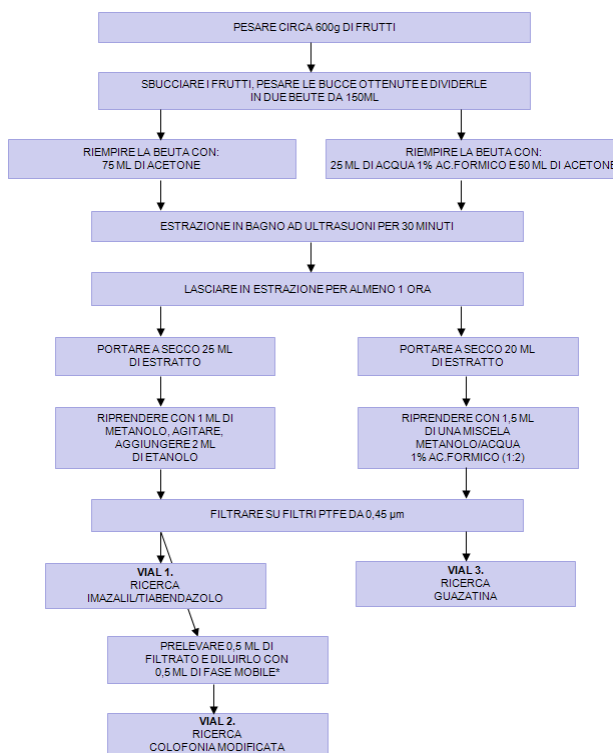 PESARE CIRCA 600g DI FRUTTI
SBUCCIARE I FRUTTI, PESARE LE BUCCE OTTENUTE E DIVIDERLE
IN DUE BEUTE DA 150ML
RIEMPIRE LA BEUTA CON:
75 ML DI ACETONE
RIEMPIRE LA BEUTA CON:
25 ML DI ACQUA 1% AC.FORMICO E 50 ML DI ACETONE
ESTRAZIONE IN BAGNO AD ULTRASUONI PER 30 MINUTI
LASCIARE IN ESTRAZIONE PER ALMENO 1 ORA
PORTARE A SECCO 25 ML
DI ESTRATTO
PORTARE A SECCO 20 ML
DI ESTRATTO
RIPRENDERE CON 1 ML DI
METANOLO, AGITARE,
AGGIUNGERE 2 ML
DI ETANOLO
RIPRENDERE CON 1,5 ML
DI UNA MISCELA
METANOLO/ACQUA
1% AC.FORMICO (1:2)
FILTRARE SU FILTRI PTFE DA 0,45 µm
VIAL 1.
RICERCA
IMAZALIL/TIABENDAZOLO
VIAL 3.
RICERCA
GUAZATINA
PRELEVARE 0,5 ML DI
FILTRATO E DILUIRLO CON
0,5 ML DI FASE MOBILE*
VIAL 2.
RICERCA
COLOFONIA MODIFICATA